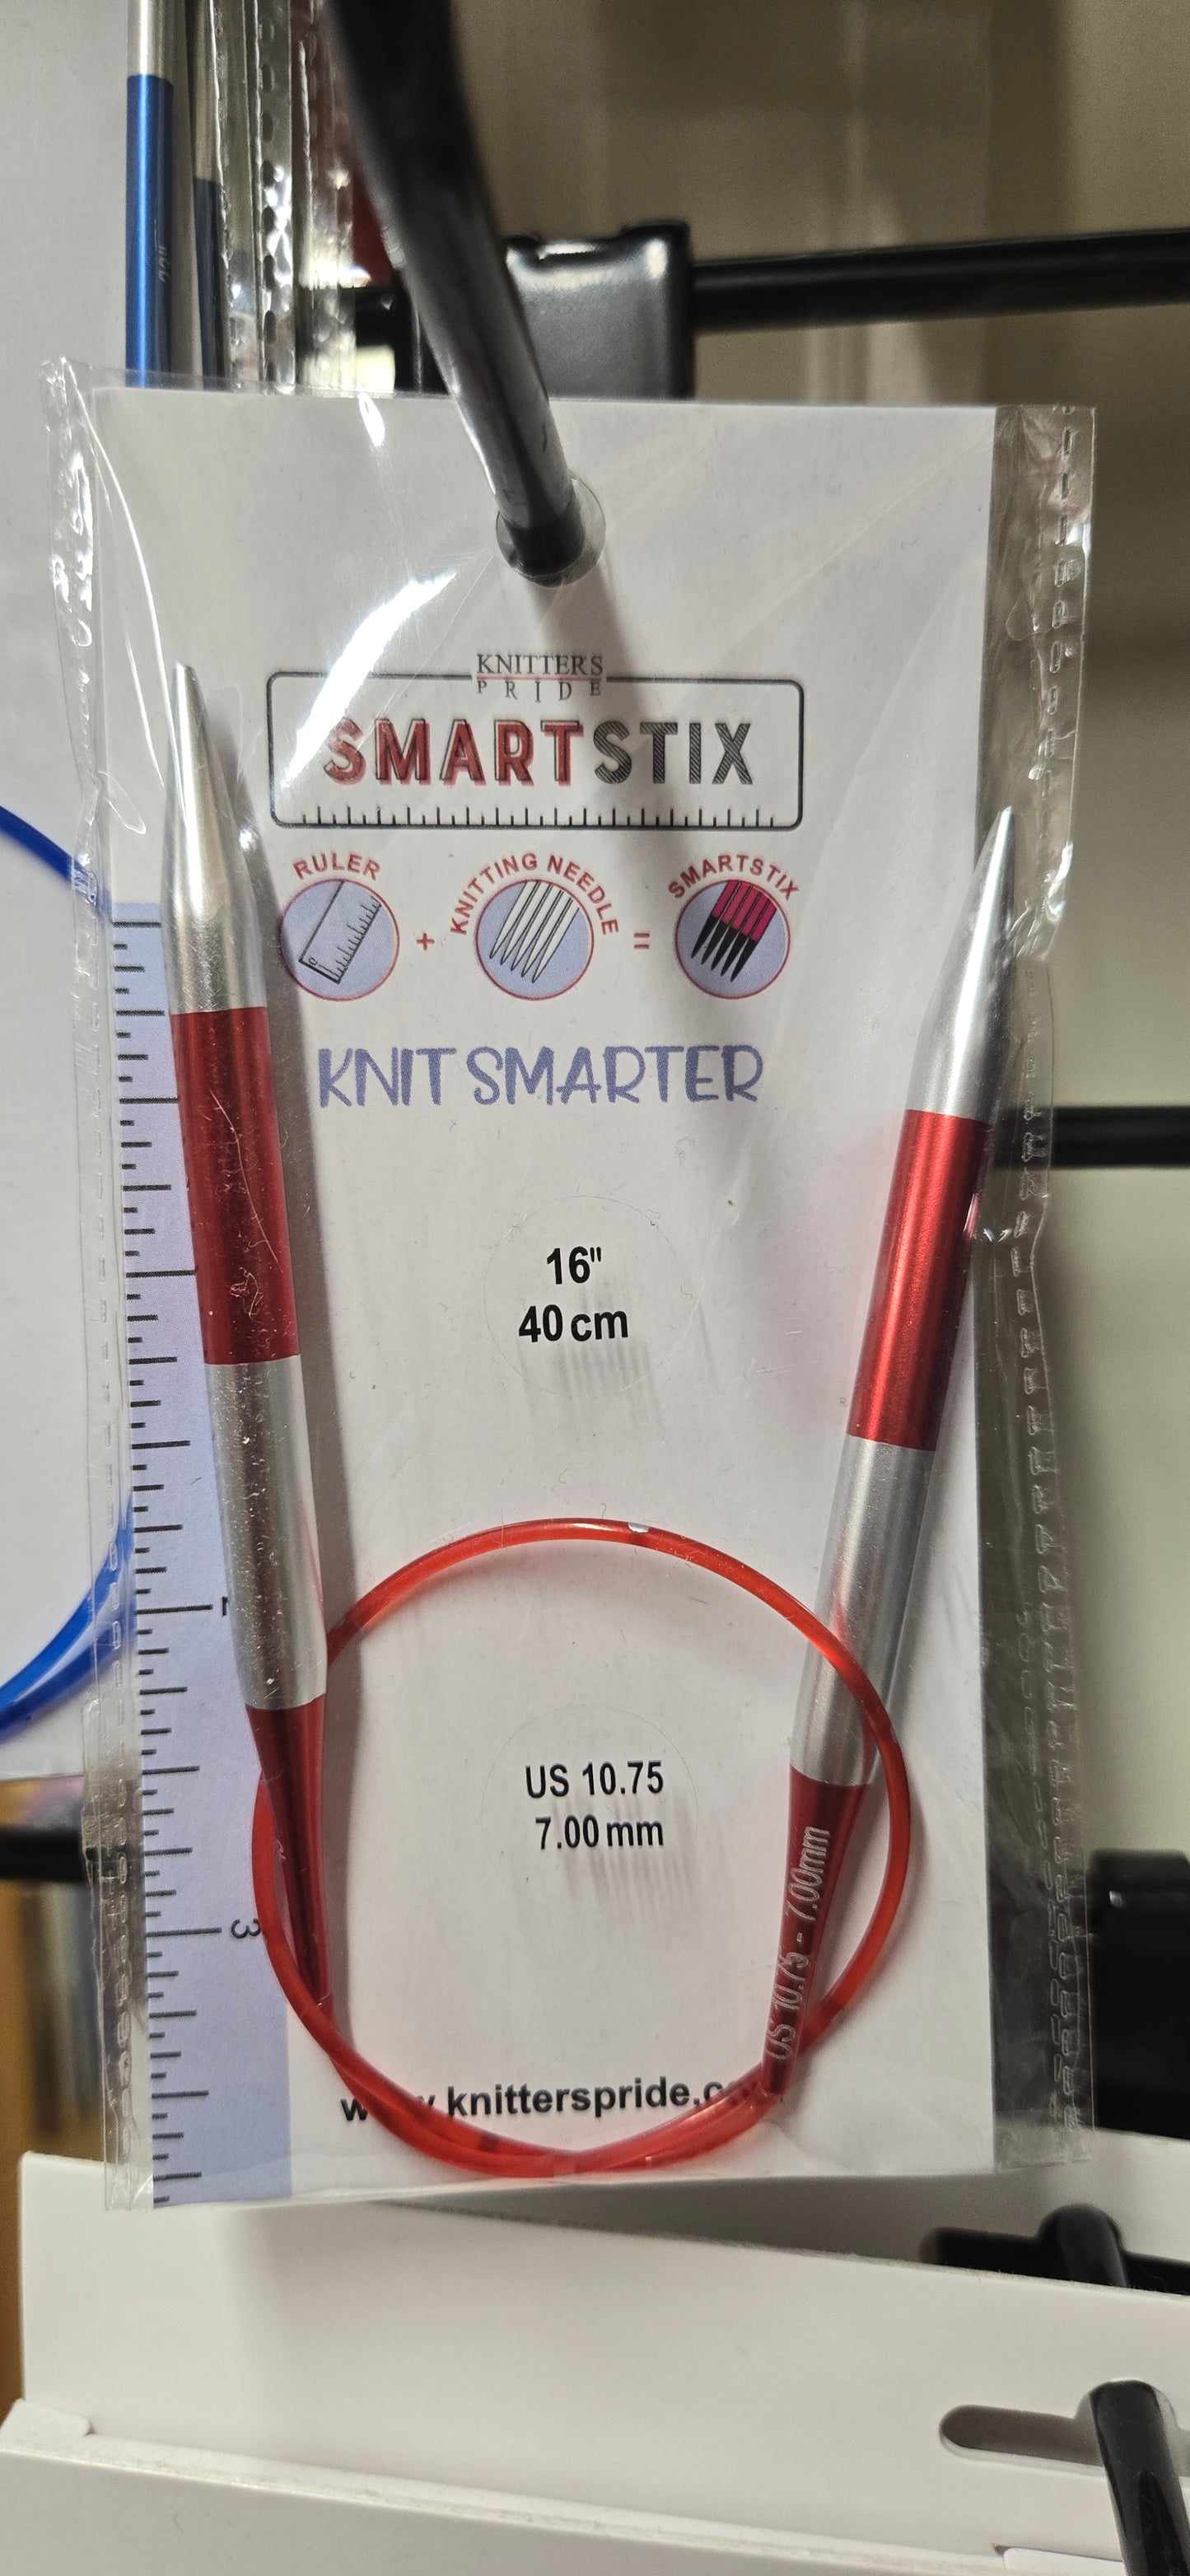 KNITTER'S
PRIDE
SMARTSTIX
RULER + KNITTING NEEDLE = SMARTSTIX
KNIT SMARTER
16"
40 cm
US 10.75
7.00 mm
US 10.75 - 7.00mm
3
knitterspride.c